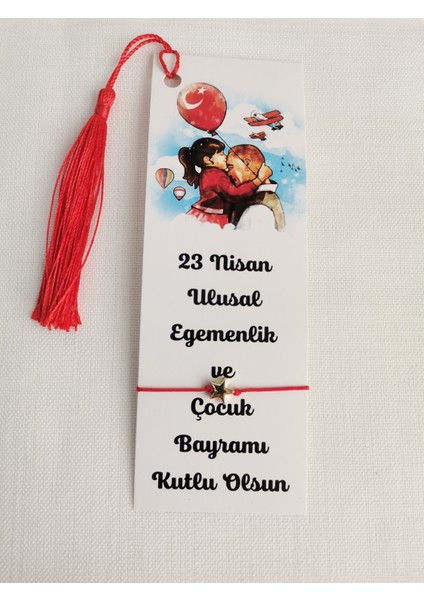 23 Nisan
Ulusal
Egemenlik
ve
Çocuk
Bayramı
Kutlu Olsun